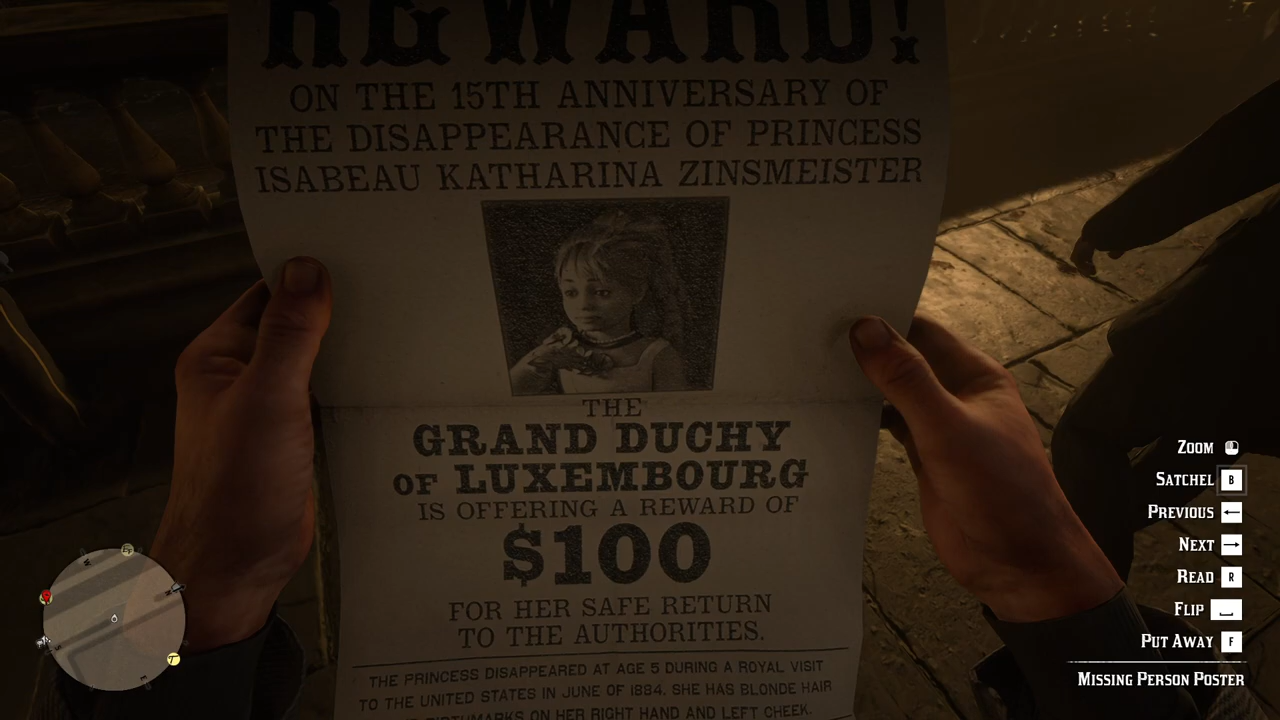 REWARD!
ON THE 15TH ANNIVERSARY OF
THE DISAPPEARANCE OF PRINCESS
ISABEAU KATHARINA ZINSMEISTER
THE
GRAND DUCHY
OF LUXEMBOURG
IS OFFERING A REWARD OF
$100
FOR HER SAFE RETURN
TO THE AUTHORITIES.
THE PRINCESS DISAPPEARED AT AGE 5 DURING A ROYAL VISIT
TO THE UNITED STATES IN JUNE OF 1884. SHE HAS BLONDE HAIR
BIRTHMARKS ON HER RIGHT HAND AND LEFT CHEEK.
ZOOM
SATCHEL B
PREVIOUS ←
NEXT →
READ R
FLIP
PUT AWAY F
MISSING PERSON POSTER